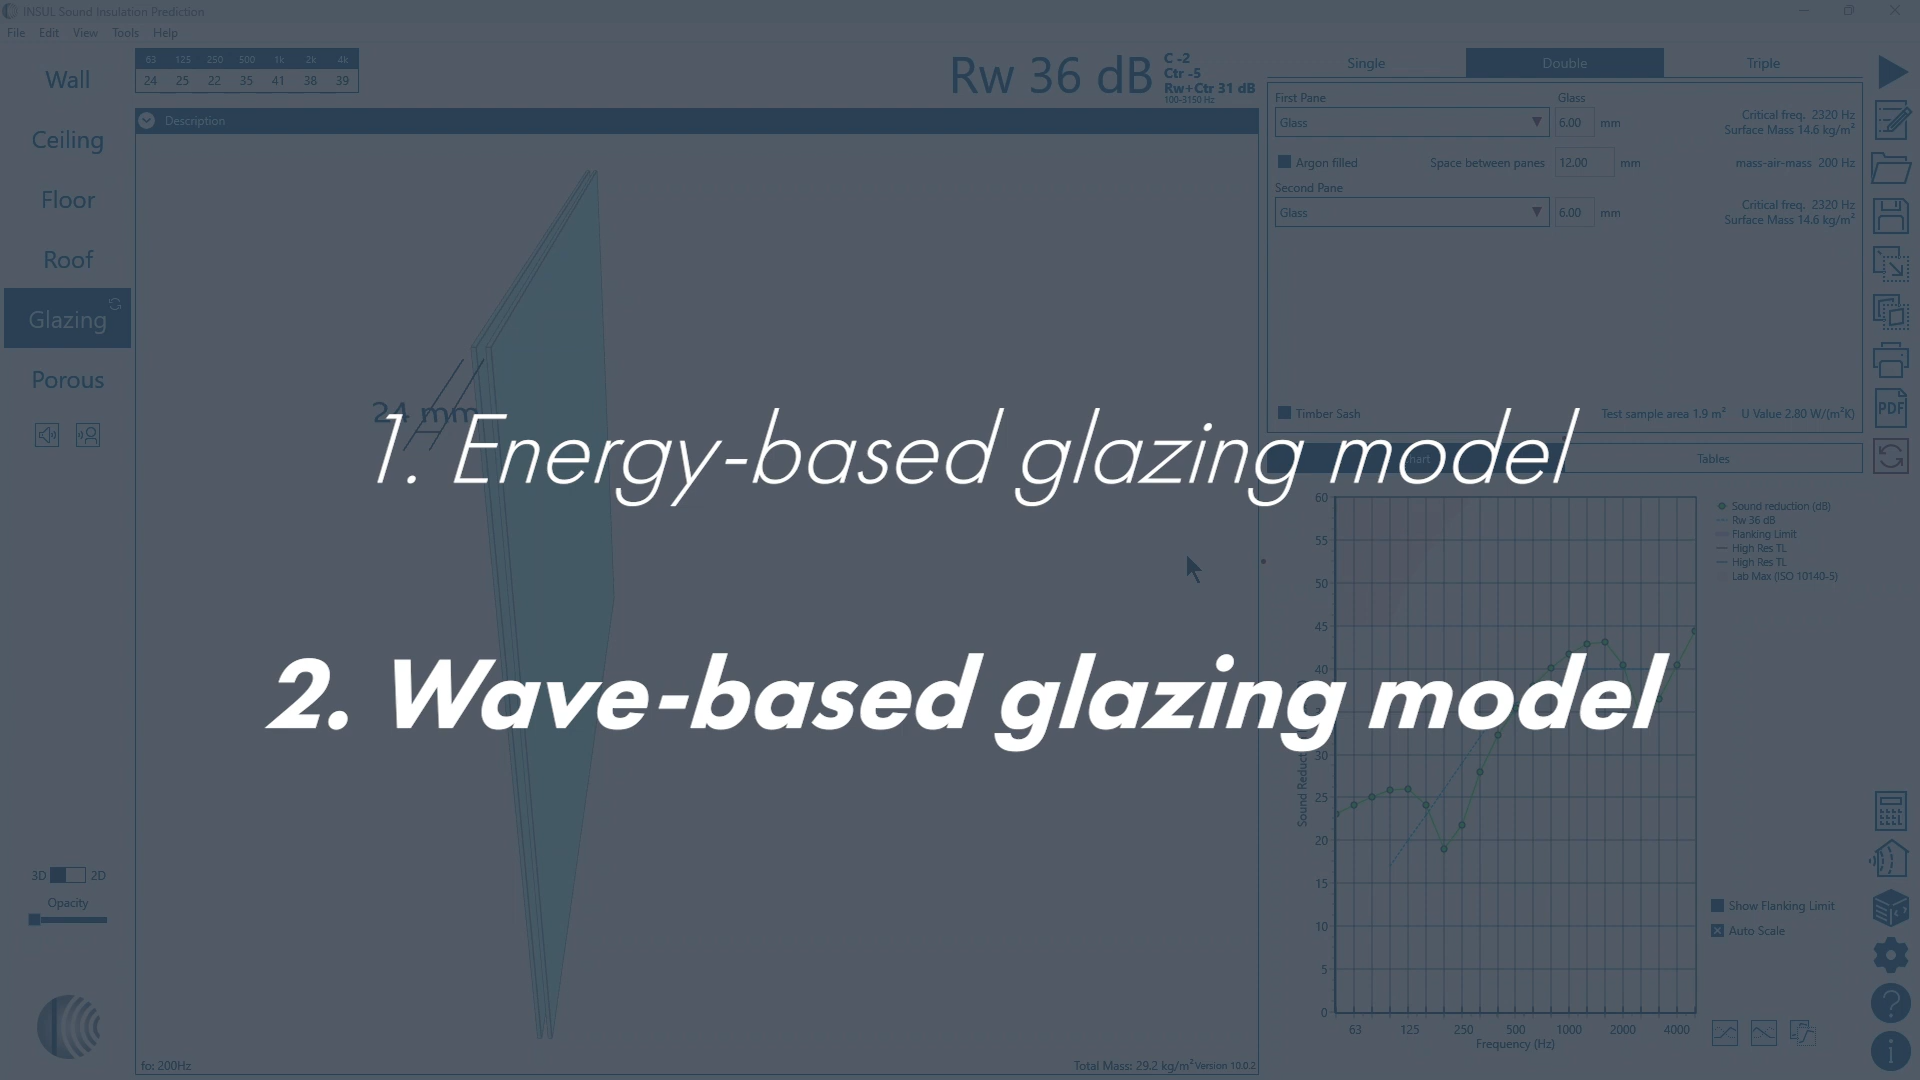 INSUL Sound Insulation Prediction
File Edit View Tools Help
Wall
Ceiling
Floor
Roof
Glazing
Porous
3D 2D
Opacity
63 125 250 500 1k 2k 4k
24 25 22 35 41 38 39
Rw 36 dB
C -2
Ctr -5
Rw+Ctr 31 dB
100-3150 Hz
Description
24 mm
1. Energy-based glazing model
2. Wave-based glazing model
fo: 200Hz
Total Mass: 29.2 kg/m² Version 10.0.2
Single Double Triple
First Pane Glass
Glass 6.00 mm
Critical freq. 2320 Hz
Surface Mass 14.6 kg/m²
Argon filled Space between panes 12.00 mm mass-air-mass 200 Hz
Second Pane
Glass 6.00 mm
Critical freq. 2320 Hz
Surface Mass 14.6 kg/m²
Timber Sash Test sample area 1.9 m² U Value 2.80 W/(m²K)
Tables
60
55
50
45
40
30
25
20
15
10
5
0
63 125 250 500 1000 2000 4000
Frequency (Hz)
Sound reduction (dB)
Rw 36 dB
Flanking Limit
High Res TL
High Res TL
Lab Max (ISO 10140-5)
Show Flanking Limit
Auto Scale
PDF